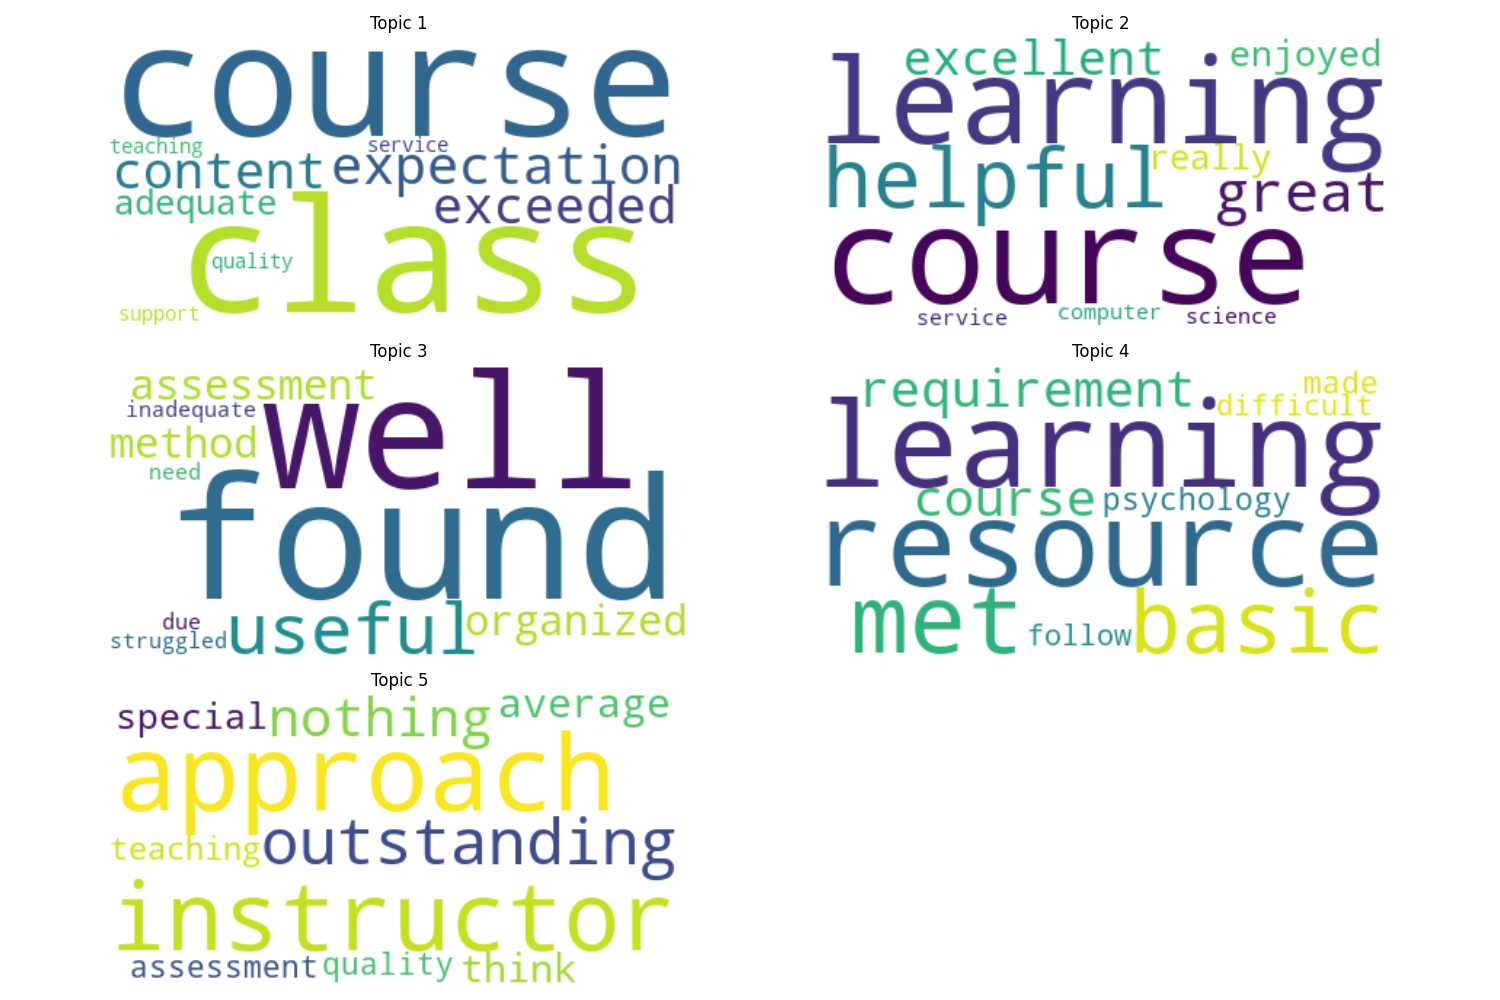 Topic 1
course
teaching service
content expectation
adequate exceeded
class
quality
support
Topic 2
excellent enjoyed
learning
helpful really
great
course
service computer science
Topic 3
assessment
inadequate well
method
need
found
due
struggled useful organized
Topic 4
requirement made
difficult
learning
course psychology
resource
met follow basic
Topic 5
special nothing average
approach
teaching outstanding
instructor
assessment quality think